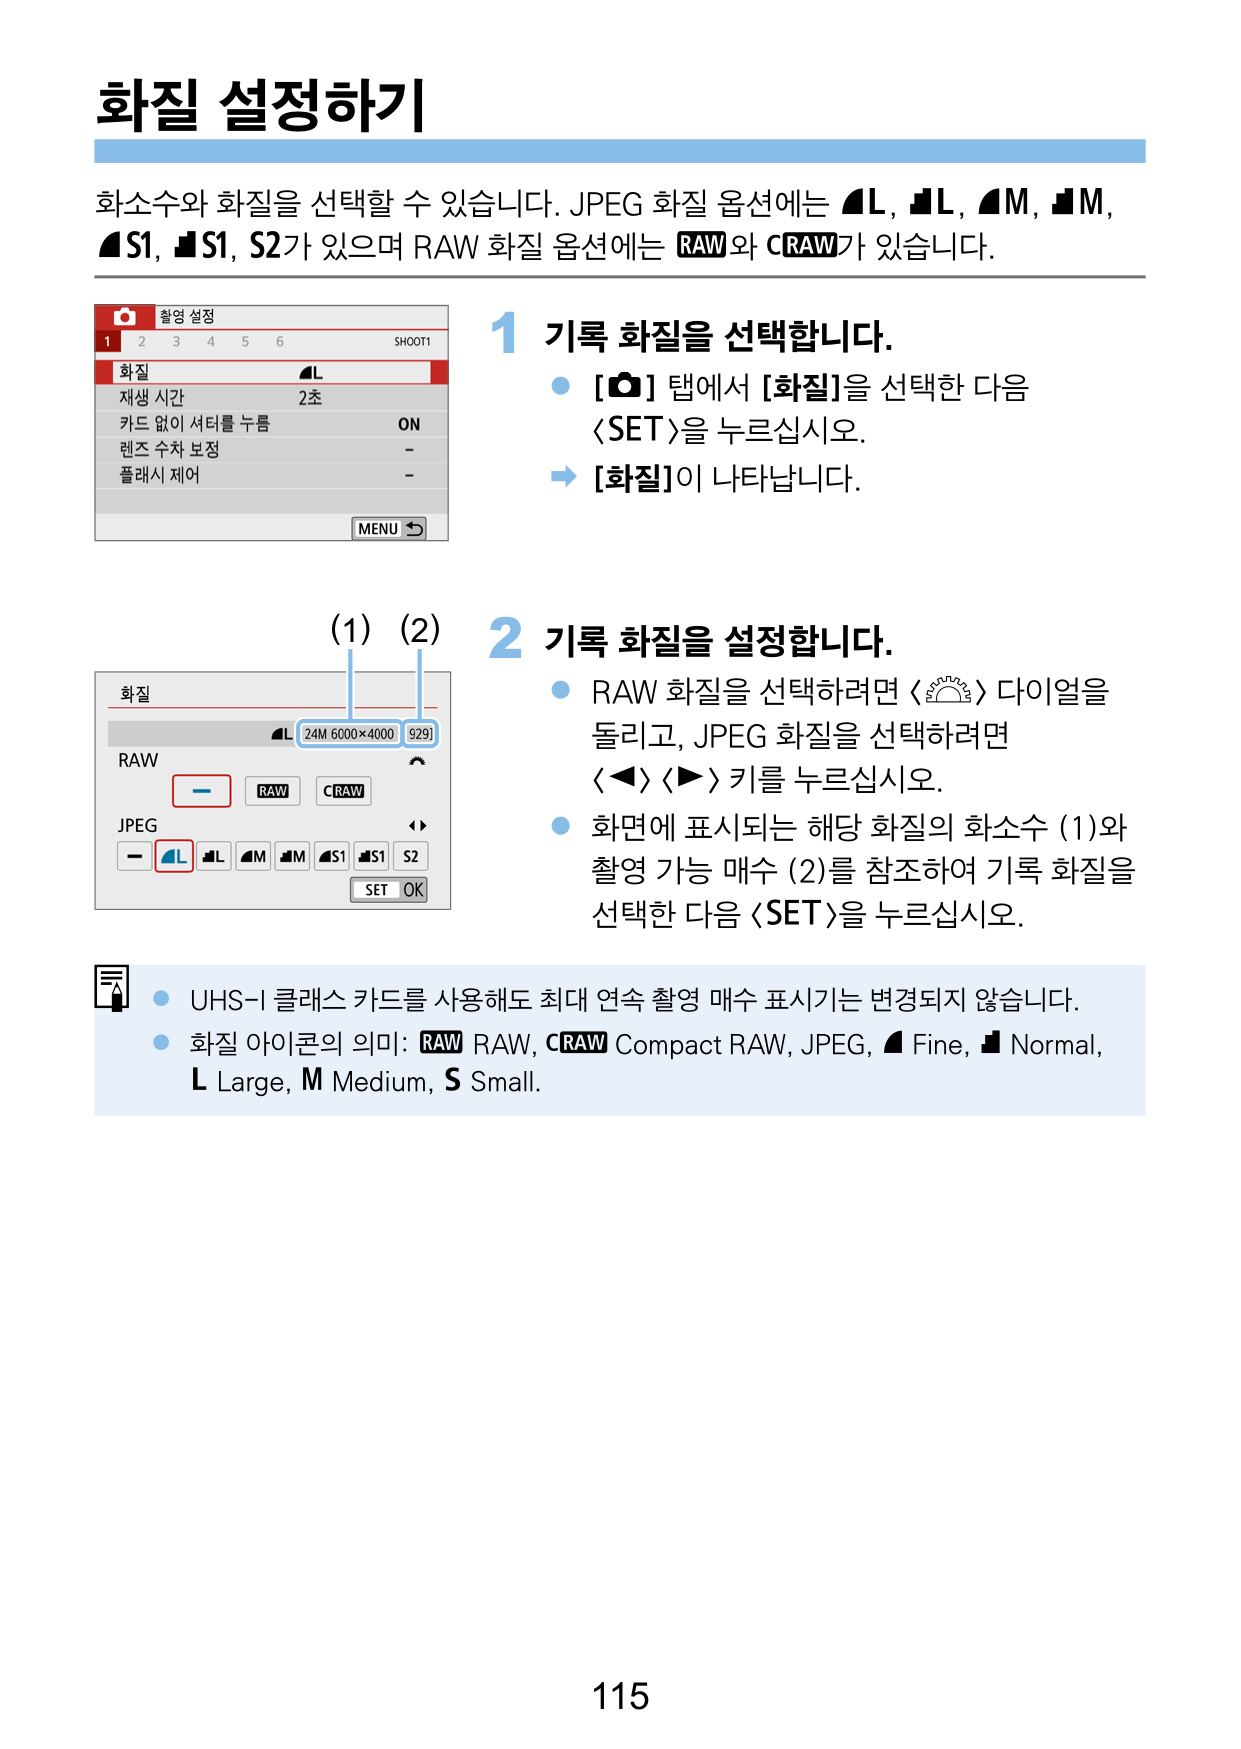 화질 설정하기
화소수와 화질을 선택할 수 있습니다. JPEG 화질 옵션에는 ◢L, ▟L, ◢M, ▟M,
◢S1, ▟S1, S2가 있으며 RAW 화질 옵션에는 RAW와 CRAW가 있습니다.
촬영 설정
1 2 3 4 5 6 SHOOT1
화질 ◢L
재생 시간 2초
카드 없이 셔터를 누름 ON
렌즈 수차 보정 –
플래시 제어 –
MENU
1 기록 화질을 선택합니다.
● [📷] 탭에서 [화질]을 선택한 다음
〈SET〉을 누르십시오.
➡ [화질]이 나타납니다.
(1) (2)
화질
◢L 24M 6000×4000 929]
RAW
– RAW CRAW
JPEG ◀▶
– ◢L ▟L ◢M ▟M ◢S1 ▟S1 S2
SET OK
2 기록 화질을 설정합니다.
● RAW 화질을 선택하려면 〈 〉 다이얼을
돌리고, JPEG 화질을 선택하려면
〈◀〉〈▶〉 키를 누르십시오.
● 화면에 표시되는 해당 화질의 화소수 (1)와
촬영 가능 매수 (2)를 참조하여 기록 화질을
선택한 다음 〈SET〉을 누르십시오.
● UHS-I 클래스 카드를 사용해도 최대 연속 촬영 매수 표시기는 변경되지 않습니다.
● 화질 아이콘의 의미: RAW RAW, CRAW Compact RAW, JPEG, ◢ Fine, ▟ Normal,
L Large, M Medium, S Small.
115